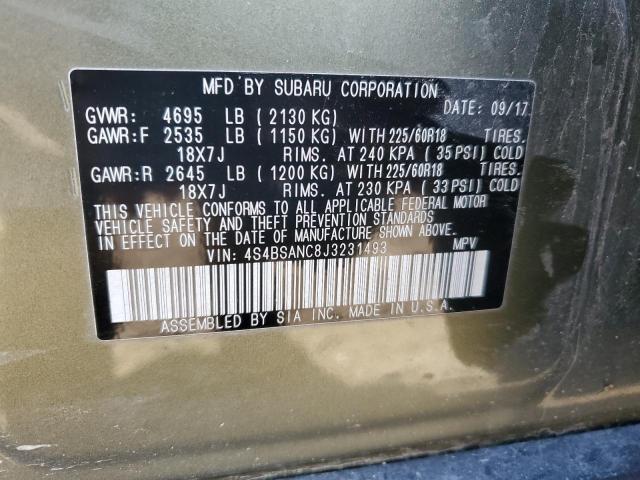 MFD BY SUBARU CORPORATION
DATE: 09/17
GVWR: 4695 LB ( 2130 KG)
GAWR:F 2535 LB ( 1150 KG) WITH 225/60R18 TIRES.
18X7J RIMS. AT 240 KPA ( 35 PSI) COLD
GAWR:R 2645 LB ( 1200 KG) WITH 225/60R18 TIRES.
18X7J RIMS. AT 230 KPA ( 33 PSI) COLD
THIS VEHICLE CONFORMS TO ALL APPLICABLE FEDERAL MOTOR
VEHICLE SAFETY AND THEFT PREVENTION STANDARDS
IN EFFECT ON THE DATE OF MANUFACTURE SHOWN ABOVE.
VIN: 4S4BSANC8J3231493 MPV
ASSEMBLED BY SIA INC. MADE IN U.S.A.